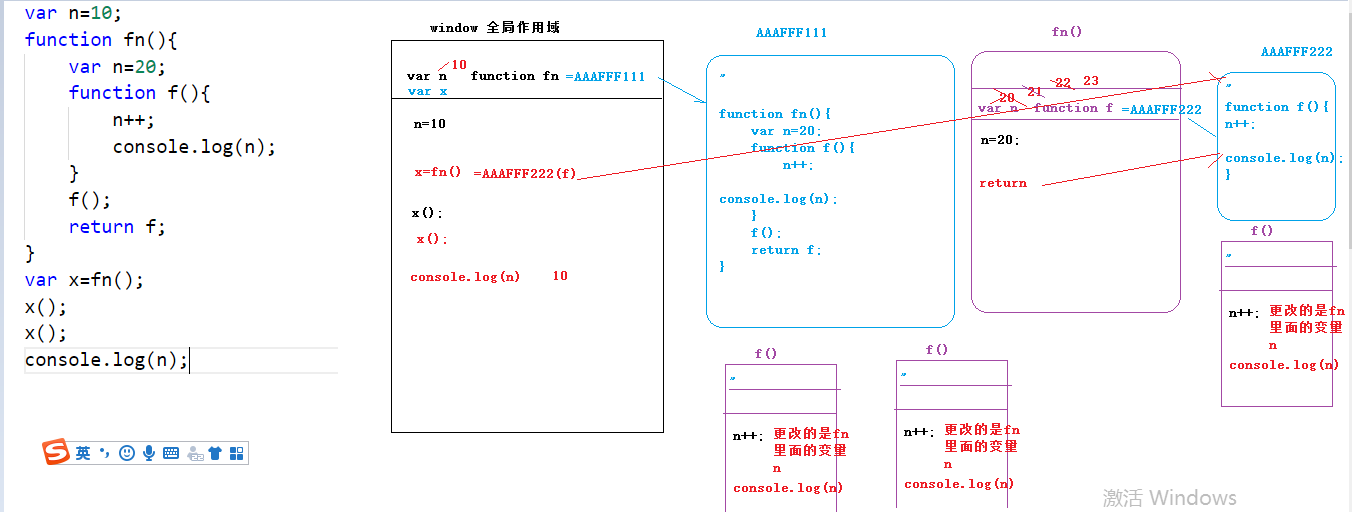 var n=10;
function fn(){
var n=20;
function f(){
n++;
console.log(n);
}
f();
return f;
}
var x=fn();
x();
x();
console.log(n);
英
window 全局作用域
10
var n function fn =AAAFFF111
var x
n=10
x=fn() =AAAFFF222(f)
x();
x();
console.log(n) 10
AAAFFF111
"
function fn(){
var n=20;
function f(){
n++;
console.log(n);
}
f();
return f;
}
fn()
20 21 22 23
var n function f =AAAFFF222
n=20;
return
AAAFFF222
"
function f(){
n++;
console.log(n);
}
f()
"
n++; 更改的是fn
里面的变量
n
console.log(n)
f()
"
n++; 更改的是fn
里面的变量
n
console.log(n)
f()
"
n++; 更改的是fn
里面的变量
n
console.log(n)
激活 Windows